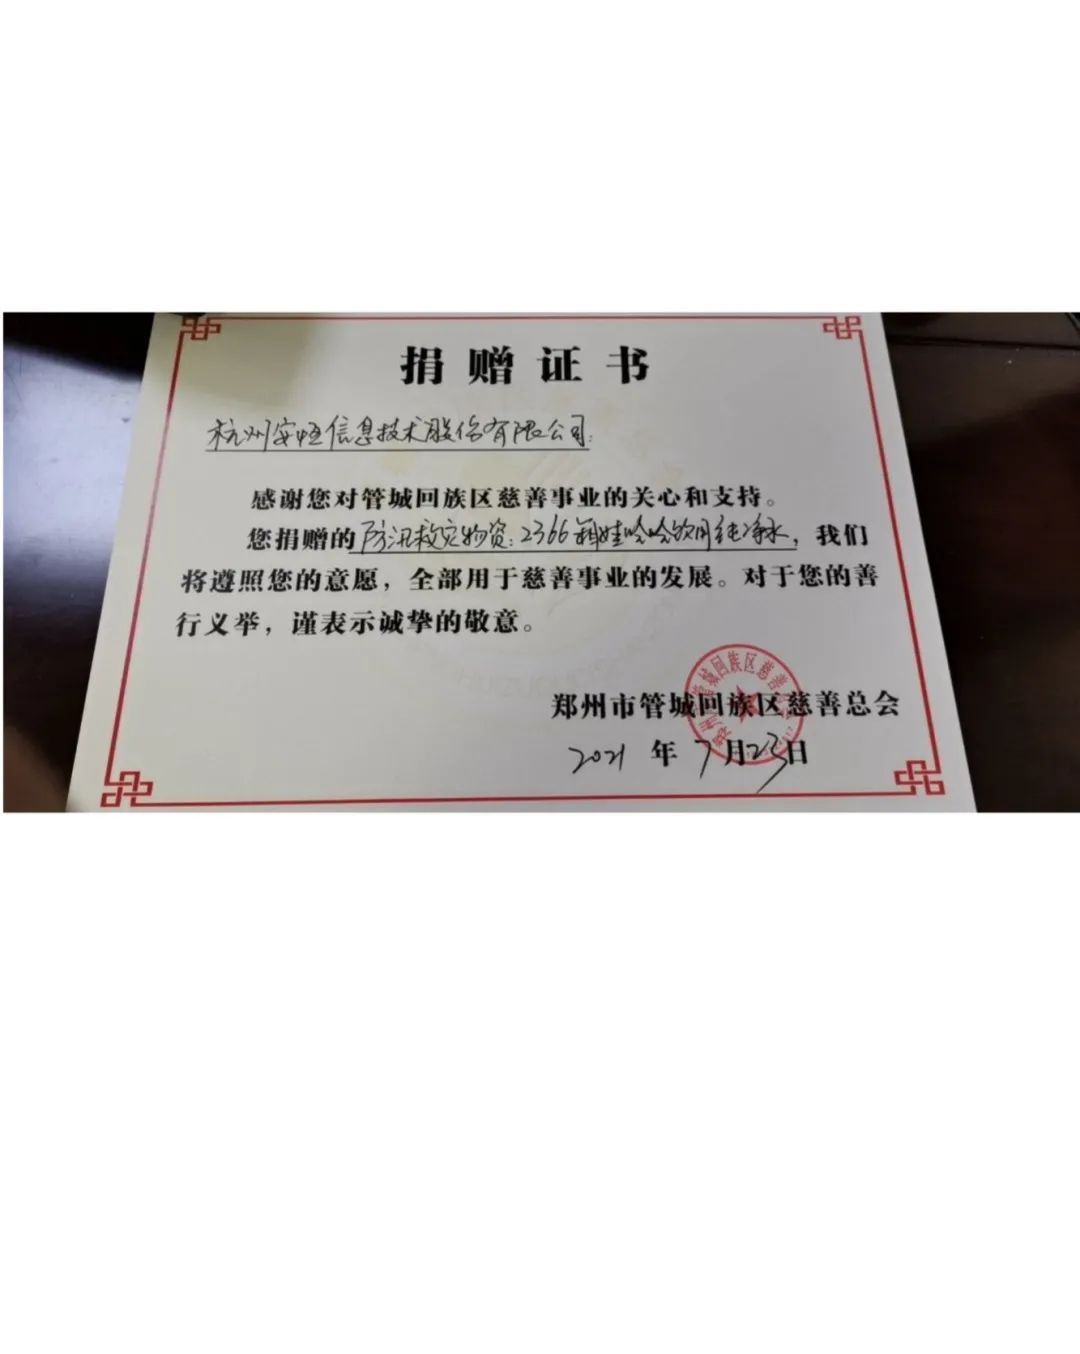 捐赠证书
杭州安恒信息技术股份有限公司:
感谢您对管城回族区慈善事业的关心和支持。
您捐赠的防汛救灾物资:2366箱娃哈哈饮用纯净水，我们
将遵照您的意愿，全部用于慈善事业的发展。对于您的善
行义举，谨表示诚挚的敬意。
郑州市管城回族区慈善总会
2021年7月23日